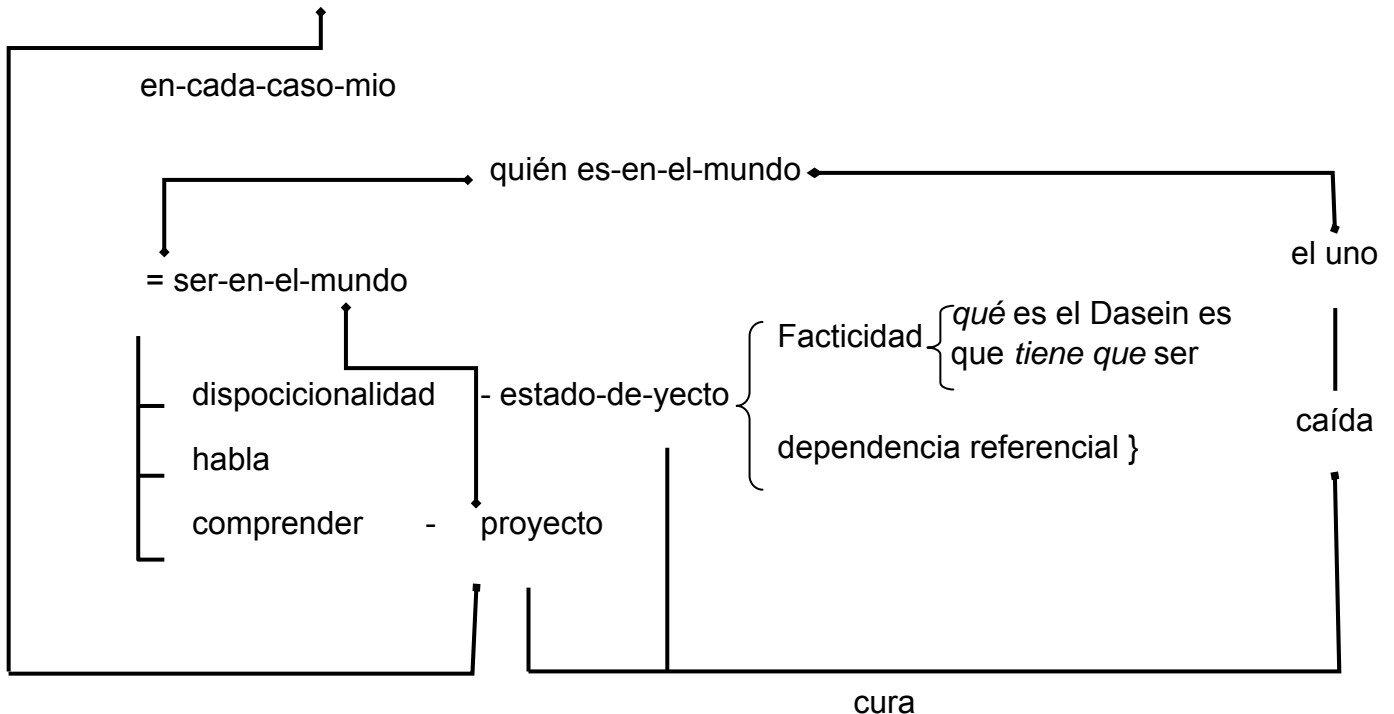 en-cada-caso-mio
quién es-en-el-mundo
el uno
= ser-en-el-mundo
Facticidad
qué es el Dasein es
que tiene que ser
dispocicionalidad - estado-de-yecto
caída
dependencia referencial }
habla
comprender - proyecto
cura